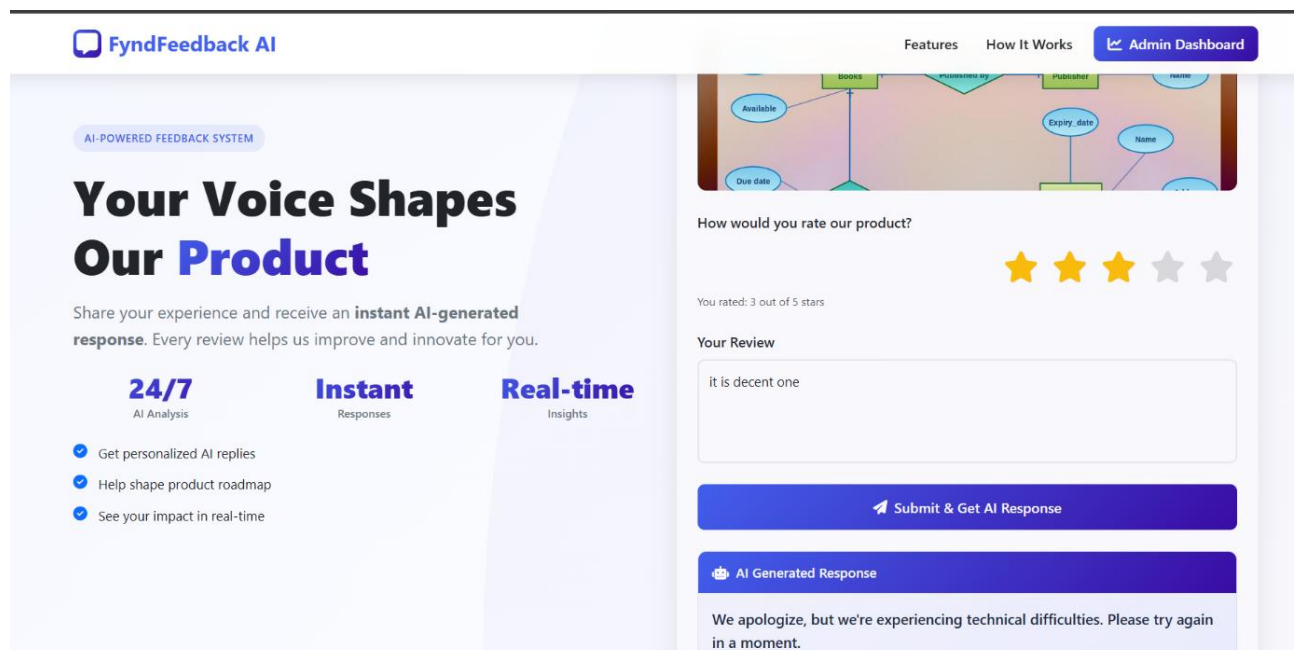 FyndFeedback AI
Features
How It Works
Admin Dashboard
AI-POWERED FEEDBACK SYSTEM
Your Voice Shapes
Our Product
Share your experience and receive an instant AI-generated
response. Every review helps us improve and innovate for you.
24/7
AI Analysis
Instant
Responses
Real-time
Insights
Get personalized AI replies
Help shape product roadmap
See your impact in real-time
Books
Published by
Publisher
Name
Available
Expiry_date
Name
Due date
How would you rate our product?
You rated: 3 out of 5 stars
Your Review
it is decent one
Submit & Get AI Response
AI Generated Response
We apologize, but we're experiencing technical difficulties. Please try again
in a moment.